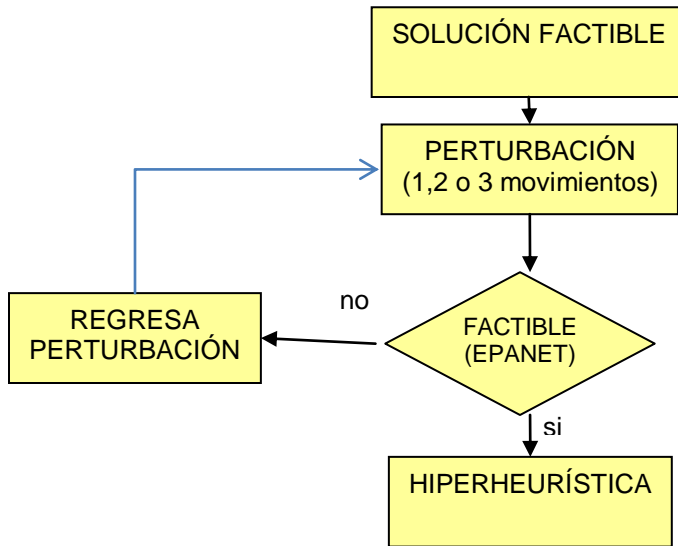 SOLUCIÓN FACTIBLE
PERTURBACIÓN
(1,2 o 3 movimientos)
no
REGRESA
PERTURBACIÓN
FACTIBLE
(EPANET)
si
HIPERHEURÍSTICA